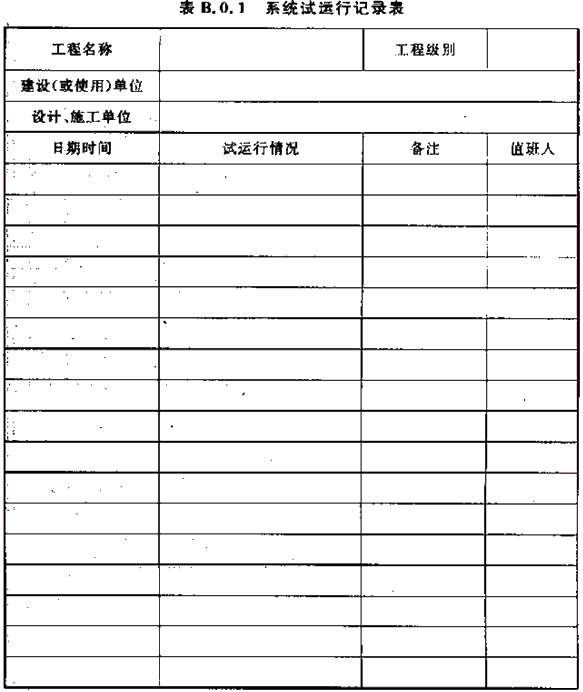 表 B.0.1 系统试运行记录表
工程名称 工程级别
建设(或使用)单位
设计、施工单位
日期时间 试运行情况 备注 值班人